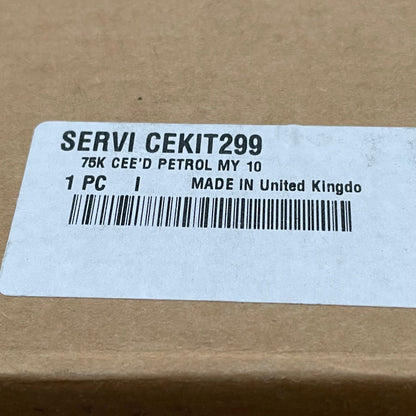 SERVI CEKIT299
75K CEE'D PETROL MY 10
1 PC I MADE IN United Kingdo